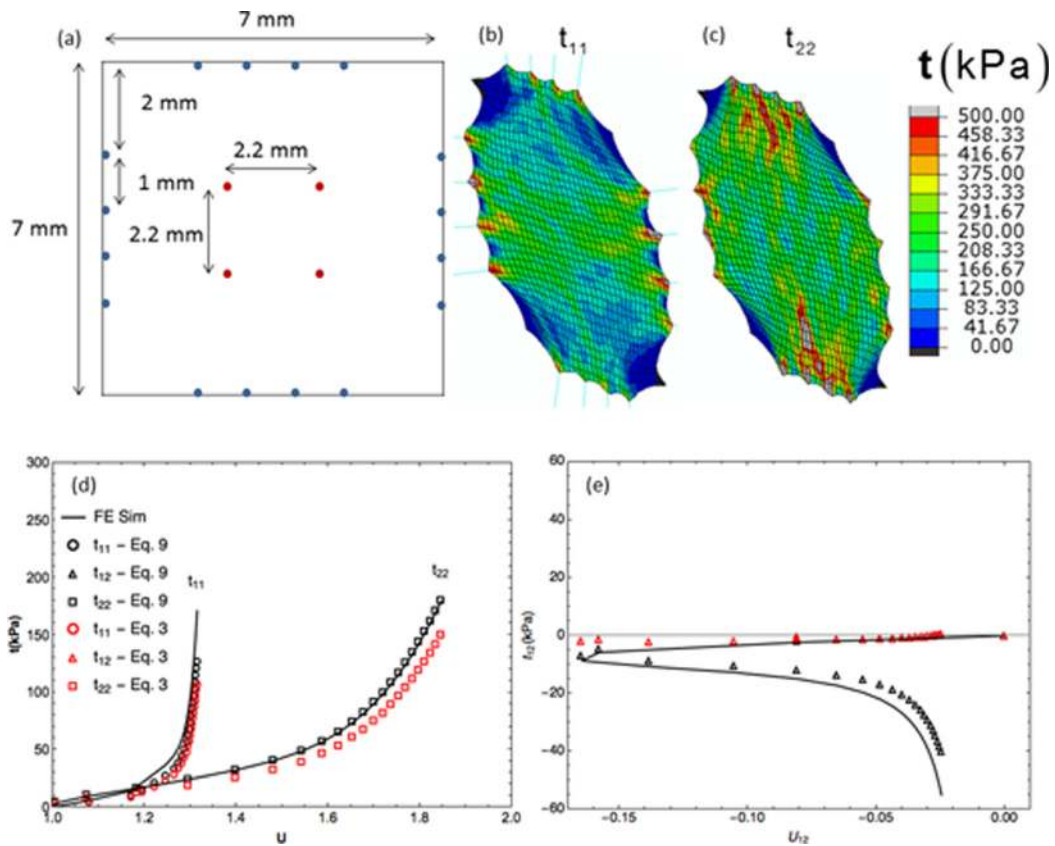 (a)
7 mm
(b)
t11
(c)
t22
t (kPa)
2 mm
1 mm
7 mm
2.2 mm
2.2 mm
500.00
458.33
416.67
375.00
333.33
291.67
250.00
208.33
166.67
125.00
83.33
41.67
0.00
(d)
300
250
200
150
100
50
0
t(kPa)
FE Sim
t11 – Eq. 9
t12 – Eq. 9
t22 – Eq. 9
t11 – Eq. 3
t12 – Eq. 3
t22 – Eq. 3
t11
t22
1.0
1.2
1.4
1.6
1.8
2.0
U
(e)
60
40
20
0
−20
−40
−60
t12(kPa)
−0.15
−0.10
−0.05
0.00
U12